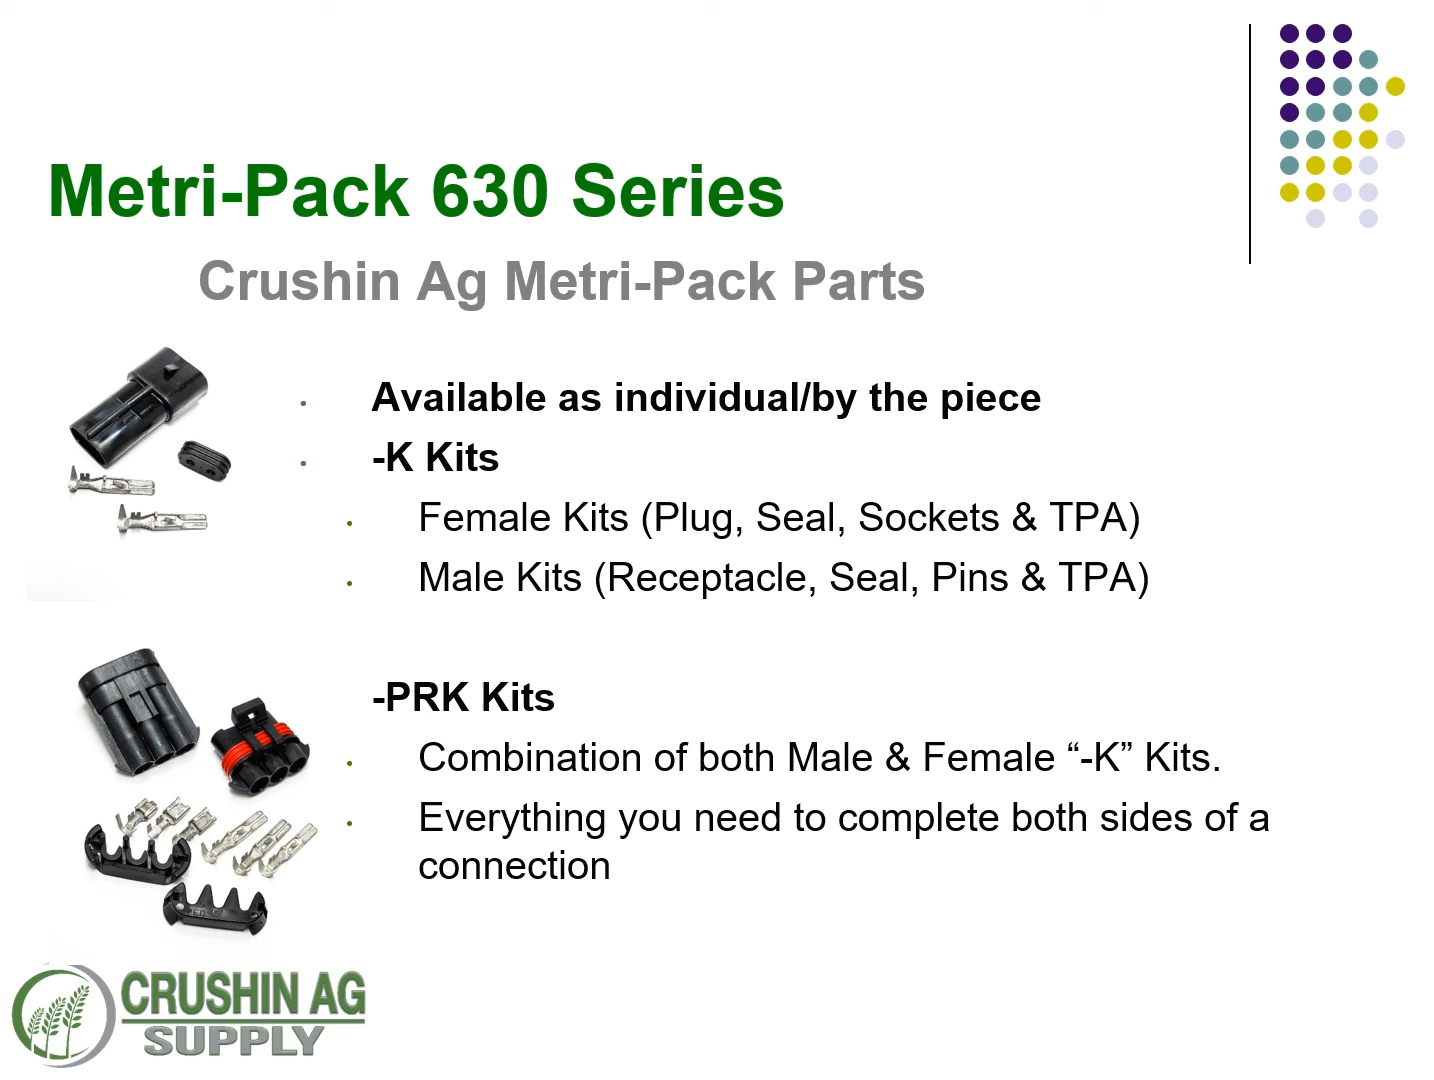 Metri-Pack 630 Series
Crushin Ag Metri-Pack Parts
• Available as individual/by the piece
• -K Kits
• Female Kits (Plug, Seal, Sockets & TPA)
• Male Kits (Receptacle, Seal, Pins & TPA)
-PRK Kits
• Combination of both Male & Female “-K” Kits.
• Everything you need to complete both sides of a
connection
CRUSHIN AG
SUPPLY